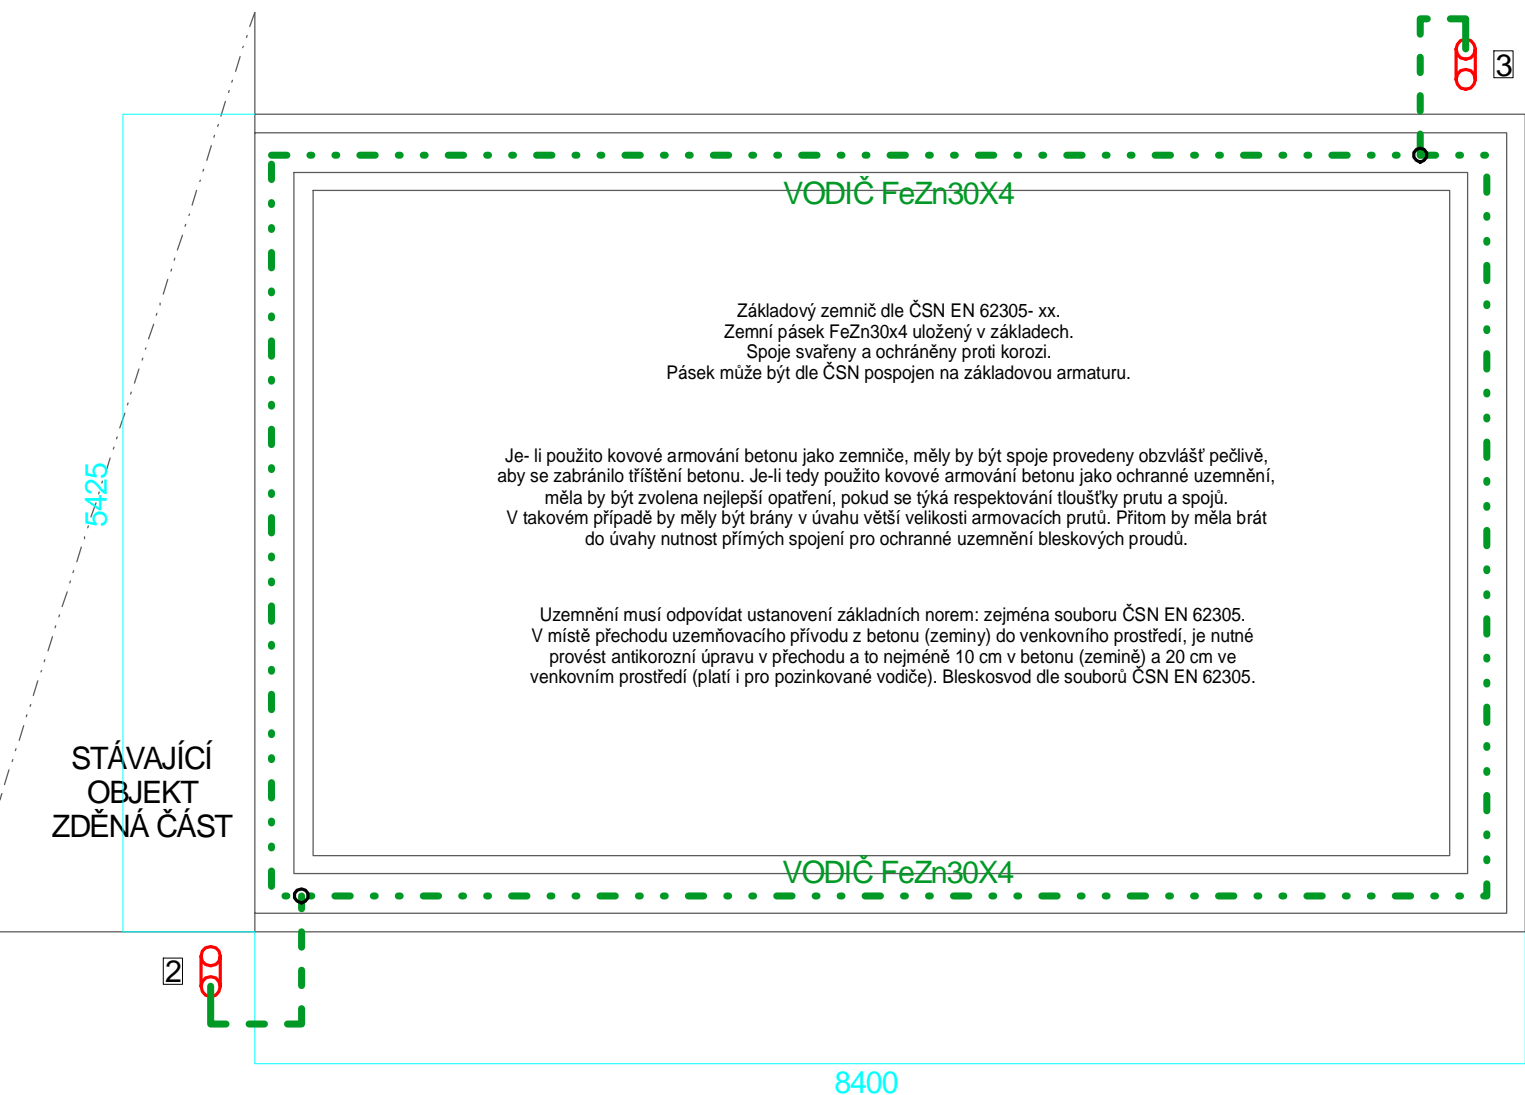 3
VODIČ FeZn30X4
Základový zemnič dle ČSN EN 62305- xx.
Zemní pásek FeZn30x4 uložený v základech.
Spoje svařeny a ochráněny proti korozi.
Pásek může být dle ČSN pospojen na základovou armaturu.
Je- li použito kovové armování betonu jako zemniče, měly by být spoje provedeny obzvlášť pečlivě,
aby se zabránilo tříštění betonu. Je-li tedy použito kovové armování betonu jako ochranné uzemnění,
měla by být zvolena nejlepší opatření, pokud se týká respektování tloušťky prutu a spojů.
V takovém případě by měly být brány v úvahu větší velikosti armovacích prutů. Přitom by měla brát
do úvahy nutnost přímých spojení pro ochranné uzemnění bleskových proudů.
5425
Uzemnění musí odpovídat ustanovení základních norem: zejména souboru ČSN EN 62305.
V místě přechodu uzemňovacího přívodu z betonu (zeminy) do venkovního prostředí, je nutné
provést antikorozní úpravu v přechodu a to nejméně 10 cm v betonu (zemině) a 20 cm ve
venkovním prostředí (platí i pro pozinkované vodiče). Bleskosvod dle souborů ČSN EN 62305.
STÁVAJÍCÍ
OBJEKT
ZDĚNÁ ČÁST
VODIČ FeZn30X4
2
8400